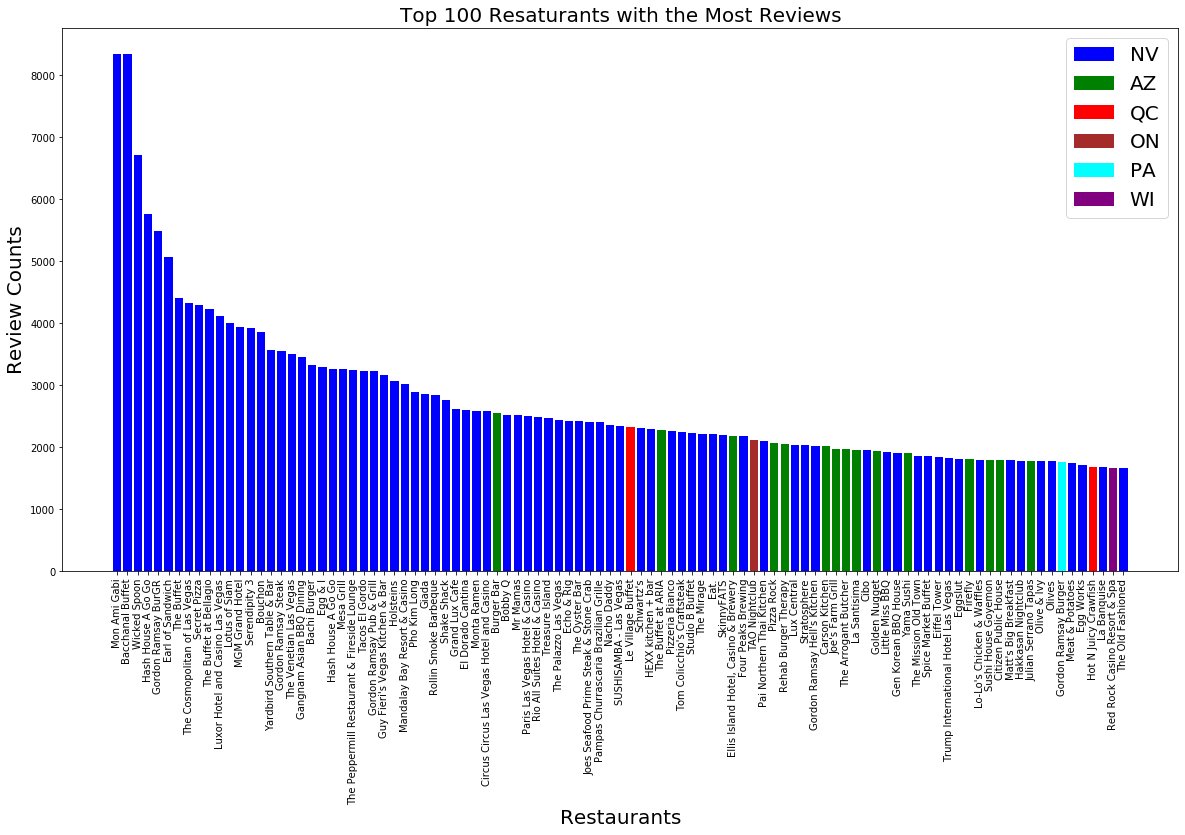 Top 100 Resaturants with the Most Reviews
NV
AZ
QC
ON
PA
WI
Review Counts
8000
7000
6000
5000
4000
3000
2000
1000
0
Mon Ami Gabi
Bacchanal Buffet
Wicked Spoon
Hash House A Go Go
Gordon Ramsay BurGR
Earl of Sandwich
The Buffet
The Cosmopolitan of Las Vegas
Secret Pizza
The Buffet at Bellagio
Luxor Hotel and Casino Las Vegas
Lotus of Siam
MGM Grand Hotel
Serendipity 3
Bouchon
Yardbird Southern Table & Bar
Gordon Ramsay Steak
The Venetian Las Vegas
Gangnam Asian BBQ Dining
Bachi Burger
Egg & I
Hash House A Go Go
Mesa Grill
The Peppermill Restaurant & Fireside Lounge
Tacos El Gordo
Gordon Ramsay Pub & Grill
Guy Fieri's Vegas Kitchen & Bar
Holsteins
Mandalay Bay Resort & Casino
Pho Kim Long
Giada
Rollin Smoke Barbeque
Shake Shack
Grand Lux Cafe
El Dorado Cantina
Monta Ramen
Circus Circus Las Vegas Hotel and Casino
Burger Bar
Bobby Q
Mr Mamas
Paris Las Vegas Hotel & Casino
Rio All Suites Hotel & Casino
Treasure Island
The Palazzo Las Vegas
Echo & Rig
The Oyster Bar
Joes Seafood Prime Steak & Stone Crab
Pampas Churrascaria Brazilian Grille
Nacho Daddy
SUSHISAMBA Las Vegas
Le Village Buffet
Schwartz's
HEXX kitchen + bar
The Buffet at ARIA
Pizzeria Bianco
Tom Colicchio's Craftsteak
Studio B Buffet
The Mirage
Eat.
SkinnyFATS
Ellis Island Hotel, Casino & Brewery
Four Peaks Brewing
TAO Nightclub
Pai Northern Thai Kitchen
Pizza Rock
Rehab Burger Therapy
Lux Central
Stratosphere
Gordon Ramsay Hell's Kitchen
Carson Kitchen
Joe's Farm Grill
The Arrogant Butcher
La Santisima
Cibo
Golden Nugget
Little Miss BBQ
Gen Korean BBQ House
Yama Sushi
The Mission Old Town
Spice Market Buffet
Eiffel Tower
Trump International Hotel Las Vegas
Eggslut
Firefly
Lo-Lo's Chicken & Waffles
Sushi House Goyemon
Citizen Public House
Matt's Big Breakfast
Hakkasan Nightclub
Julian Serrano Tapas
Olive & Ivy
Olives
Gordon Ramsay Burger
Meat & Potatoes
Egg Works
Hot N Juicy Crawfish
La Banquise
Red Rock Casino Resort & Spa
The Old Fashioned
Restaurants